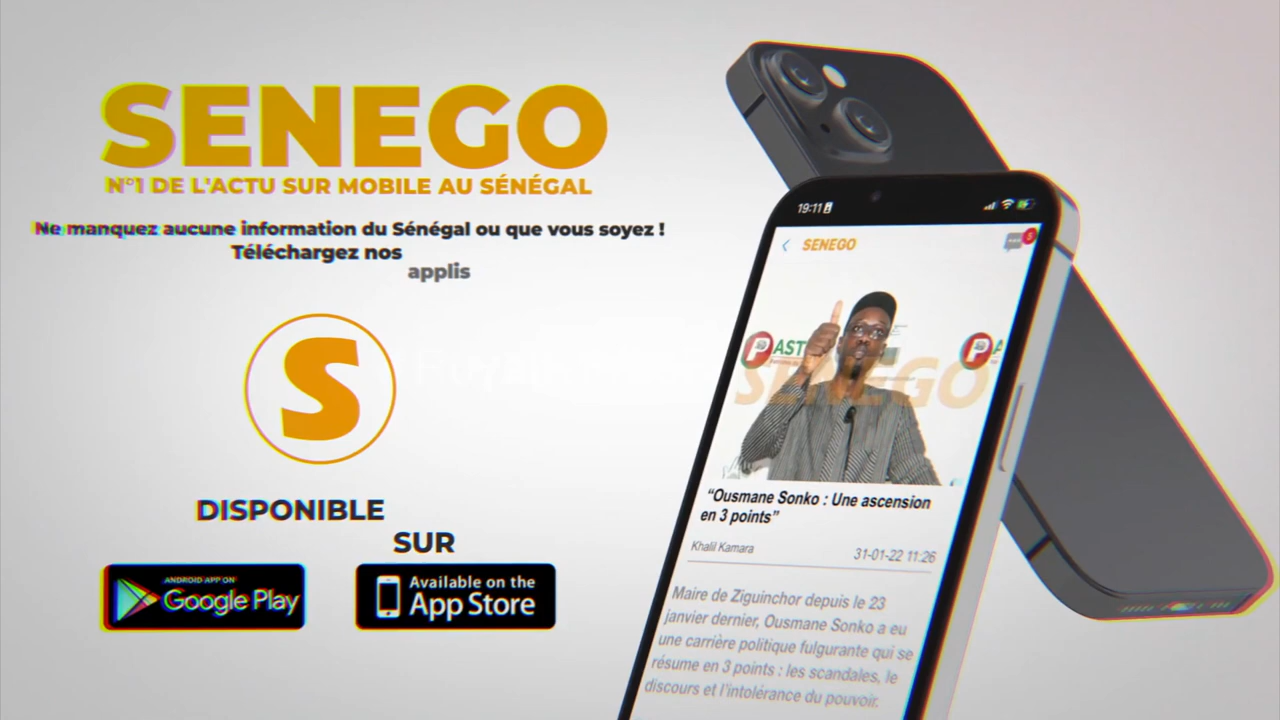 SENEGO
N°1 DE L'ACTU SUR MOBILE AU SÉNÉGAL
Ne manquez aucune information du Sénégal ou que vous soyez !
Téléchargez nos
applis
S
DISPONIBLE
SUR
ANDROID APP ON
Google Play
Available on the
App Store
19:11
SENEGO
PAST
PA
SENEGO
“Ousmane Sonko : Une ascension
en 3 points”
Khalil Kamara
31-01-22 11:26
Maire de Ziguinchor depuis le 23
janvier dernier, Ousmane Sonko a eu
une carrière politique fulgurante qui se
résume en 3 points : les scandales, le
discours et l'intolérance du pouvoir.